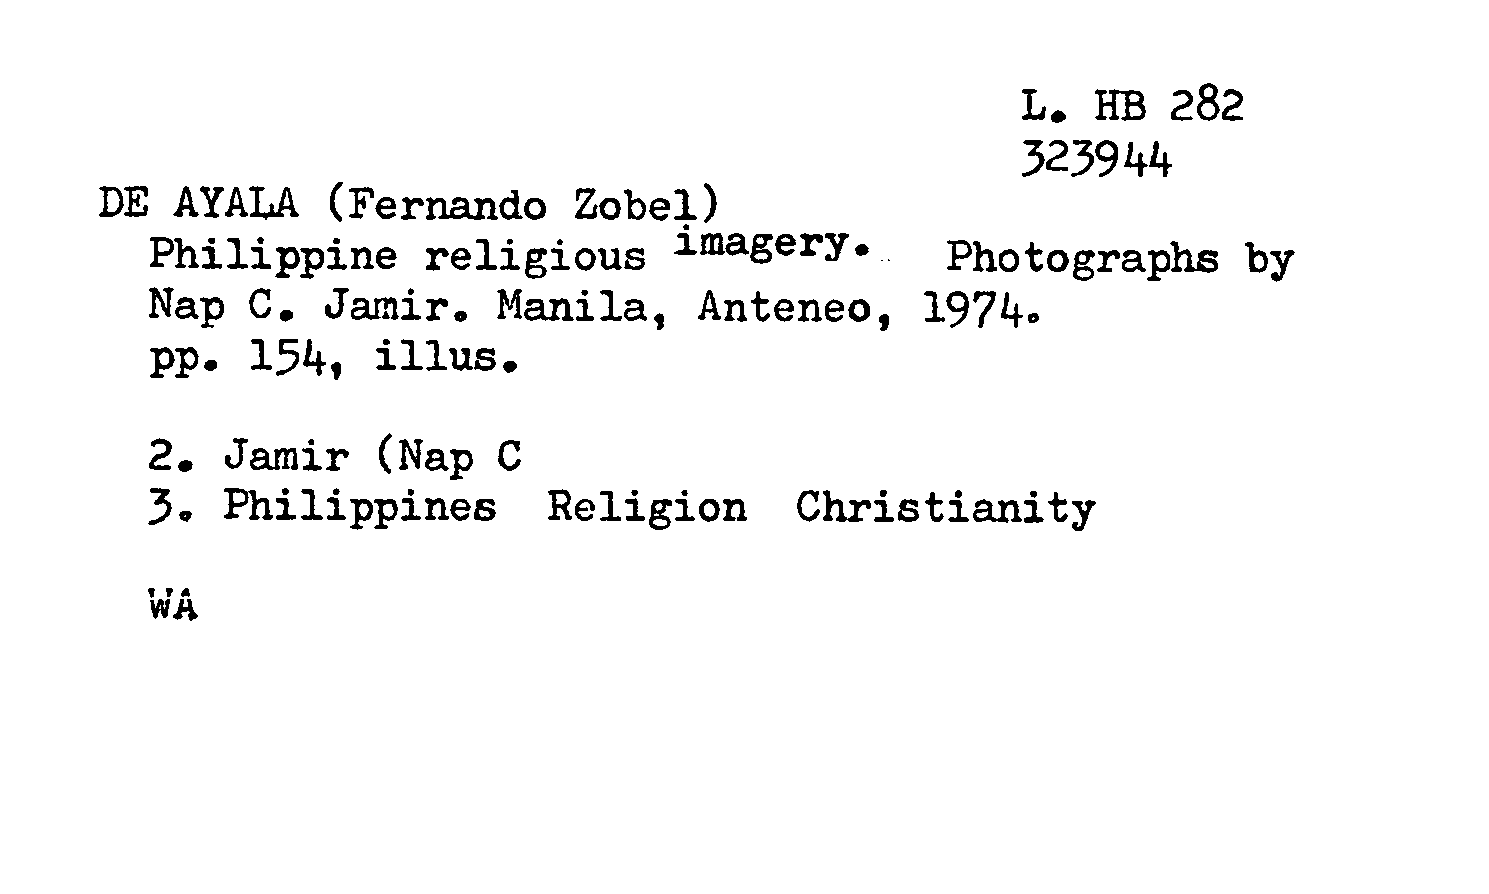 L. HB 282
323944
DE AYALA (Fernando Zobel)
Philippine religious imagery. Photographs by
Nap C. Jamir. Manila, Anteneo, 1974.
pp. 154, illus.
2. Jamir (Nap C
3. Philippines Religion Christianity
WA